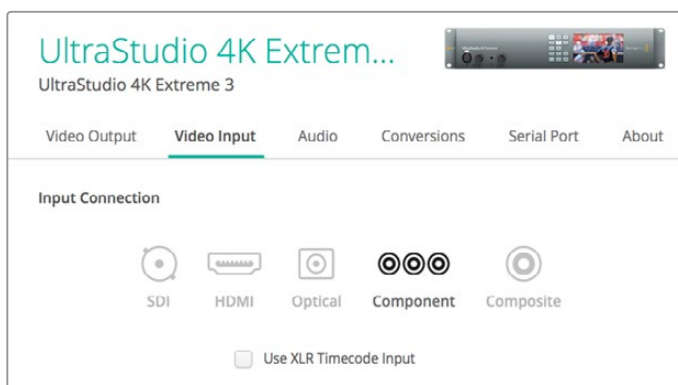 UltraStudio 4K Extrem...
UltraStudio 4K Extreme 3
Video Output Video Input Audio Conversions Serial Port About
Input Connection
SDI HDMI Optical Component Composite
Use XLR Timecode Input